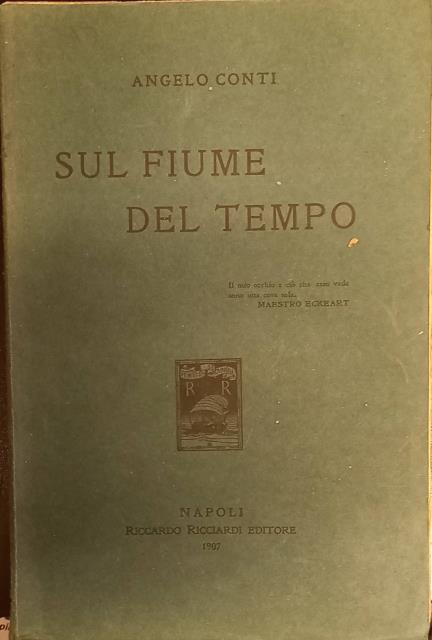 ANGELO CONTI
SUL FIUME
DEL TEMPO
Il mio occhio e ciò che esso vede
sono una cosa sola.
MAESTRO ECKEART
R R
NAPOLI
RICCARDO RICCIARDI EDITORE
1907